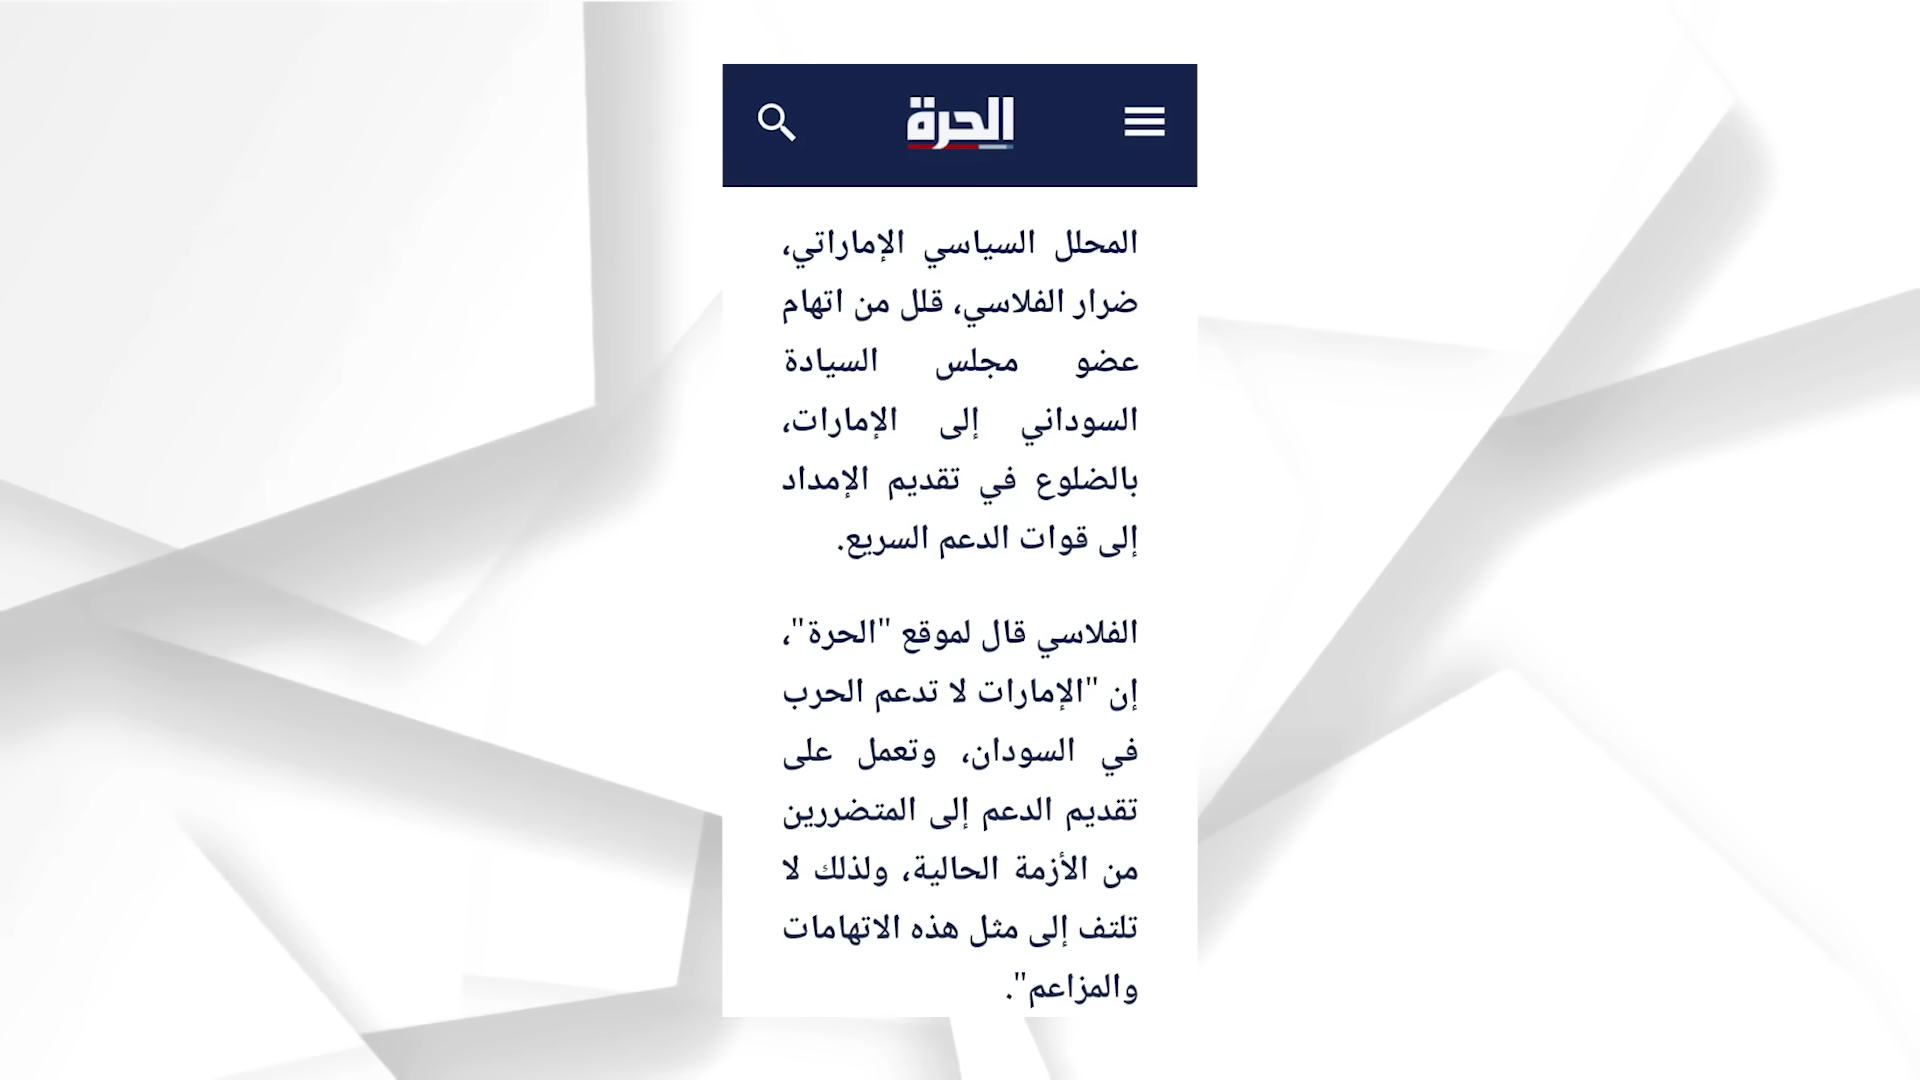 الحرة
المحلل السياسي الإماراتي،
ضرار الفلاسي، قلل من اتهام
عضو مجلس السيادة
السوداني إلى الإمارات،
بالضلوع في تقديم الإمداد
إلى قوات الدعم السريع.
الفلاسي قال لموقع "الحرة"،
إن "الإمارات لا تدعم الحرب
في السودان، وتعمل على
تقديم الدعم إلى المتضررين
من الأزمة الحالية، ولذلك لا
تلتف إلى مثل هذه الاتهامات
والمزاعم".